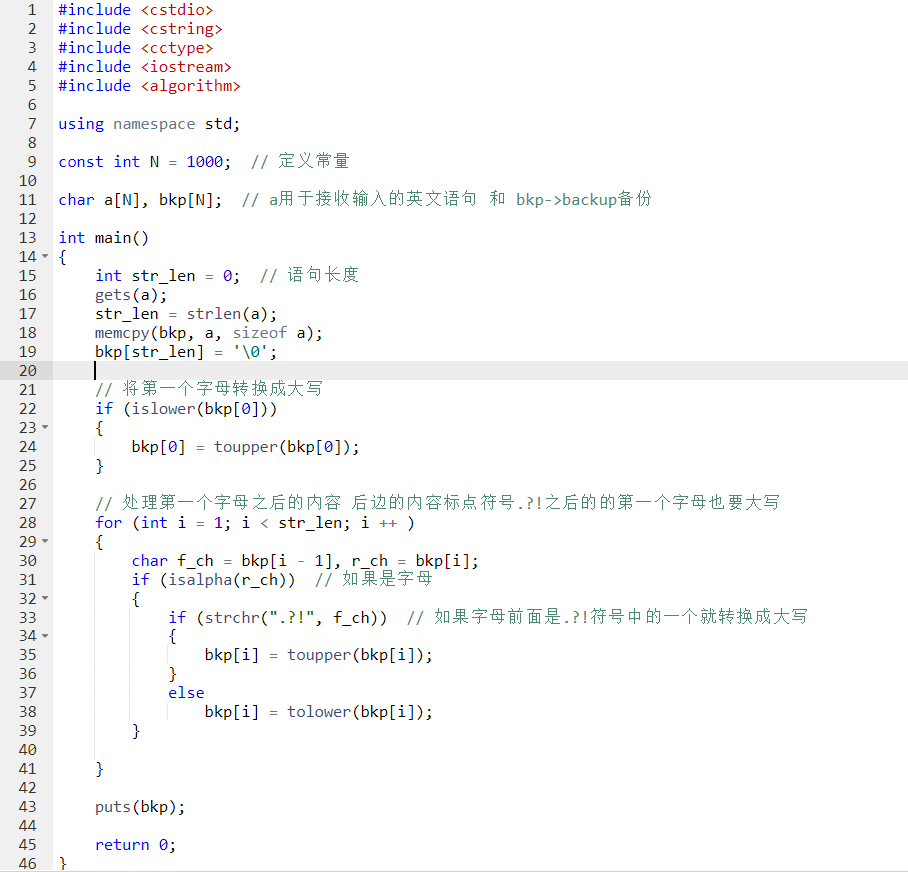 1 #include <cstdio>
2 #include <cstring>
3 #include <cctype>
4 #include <iostream>
5 #include <algorithm>
6
7 using namespace std;
8
9 const int N = 1000;  // 定义常量
10
11 char a[N], bkp[N];  // a用于接收输入的英文语句 和 bkp->backup备份
12
13 int main()
14 {
15     int str_len = 0;  // 语句长度
16     gets(a);
17     str_len = strlen(a);
18     memcpy(bkp, a, sizeof a);
19     bkp[str_len] = '\0';
20
21     // 将第一个字母转换成大写
22     if (islower(bkp[0]))
23     {
24         bkp[0] = toupper(bkp[0]);
25     }
26
27     // 处理第一个字母之后的内容 后边的内容标点符号.?!之后的的第一个字母也要大写
28     for (int i = 1; i < str_len; i ++ )
29     {
30         char f_ch = bkp[i - 1], r_ch = bkp[i];
31         if (isalpha(r_ch))  // 如果是字母
32         {
33             if (strchr(".?!", f_ch))  // 如果字母前面是.?!符号中的一个就转换成大写
34             {
35                 bkp[i] = toupper(bkp[i]);
36             }
37             else
38                 bkp[i] = tolower(bkp[i]);
39         }
40
41     }
42
43     puts(bkp);
44
45     return 0;
46 }